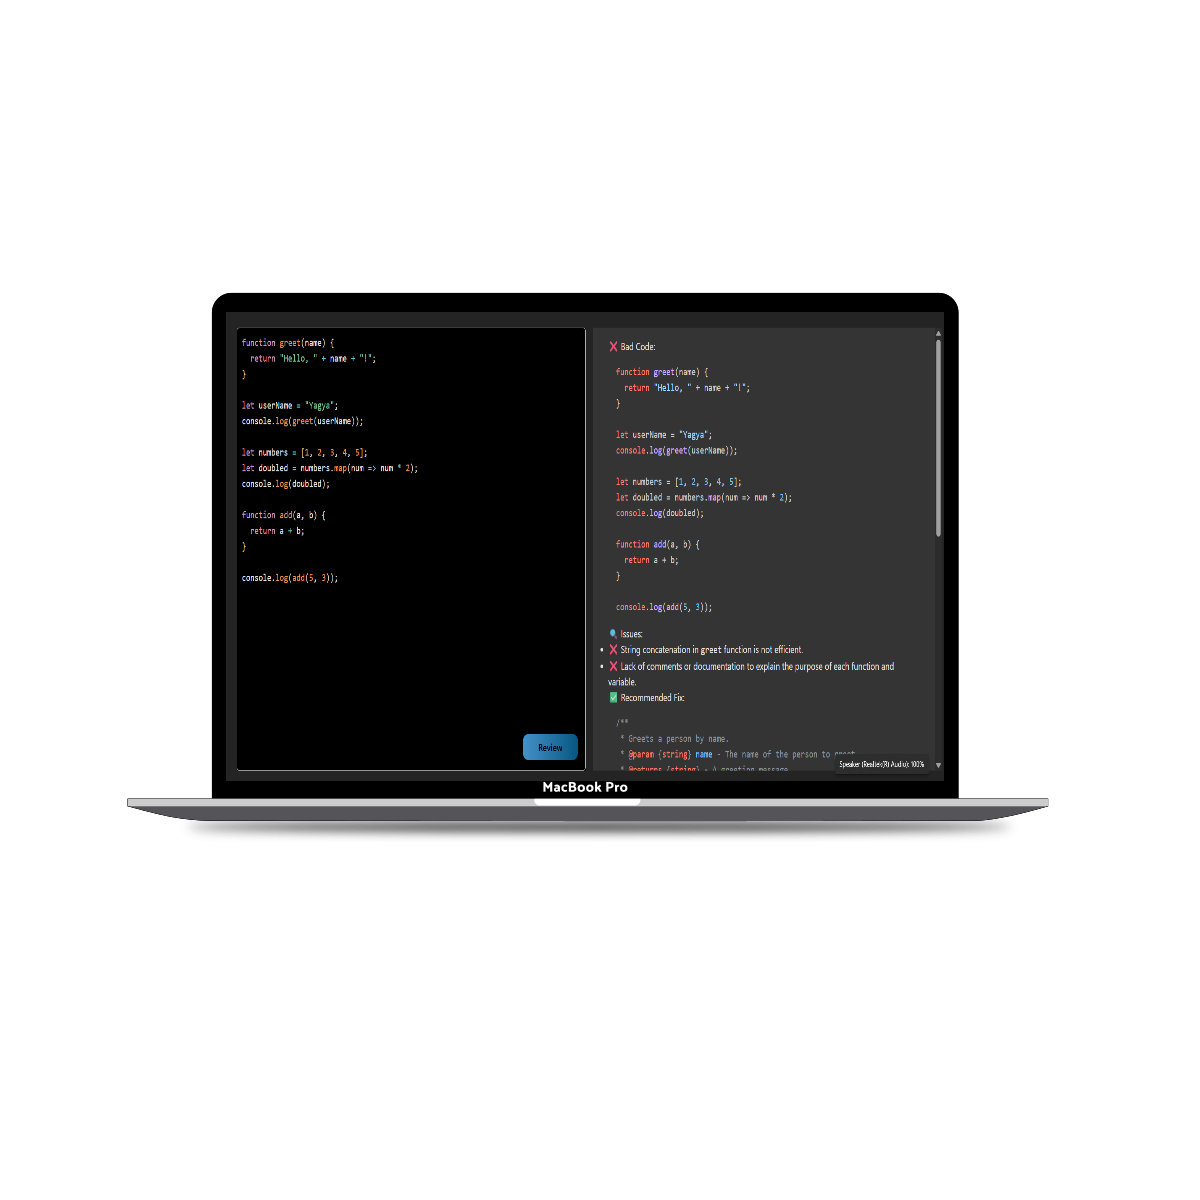 function greet(name) {
  return "Hello, " + name + "!";
}
let userName = "Yagya";
console.log(greet(userName));
let numbers = [1, 2, 3, 4, 5];
let doubled = numbers.map(num => num * 2);
console.log(doubled);
function add(a, b) {
  return a + b;
}
console.log(add(5, 3));
Review
❌ Bad Code:
function greet(name) {
  return "Hello, " + name + "!";
}
let userName = "Yagya";
console.log(greet(userName));
let numbers = [1, 2, 3, 4, 5];
let doubled = numbers.map(num => num * 2);
console.log(doubled);
function add(a, b) {
  return a + b;
}
console.log(add(5, 3));
🔍 Issues:
• ❌ String concatenation in greet function is not efficient.
• ❌ Lack of comments or documentation to explain the purpose of each function and
variable.
✅ Recommended Fix:
/**
 * Greets a person by name.
 * @param {string} name - The name of the person to greet.
 * @returns {string} - A greeting message.
Speaker (Realtek(R) Audio): 100%
MacBook Pro